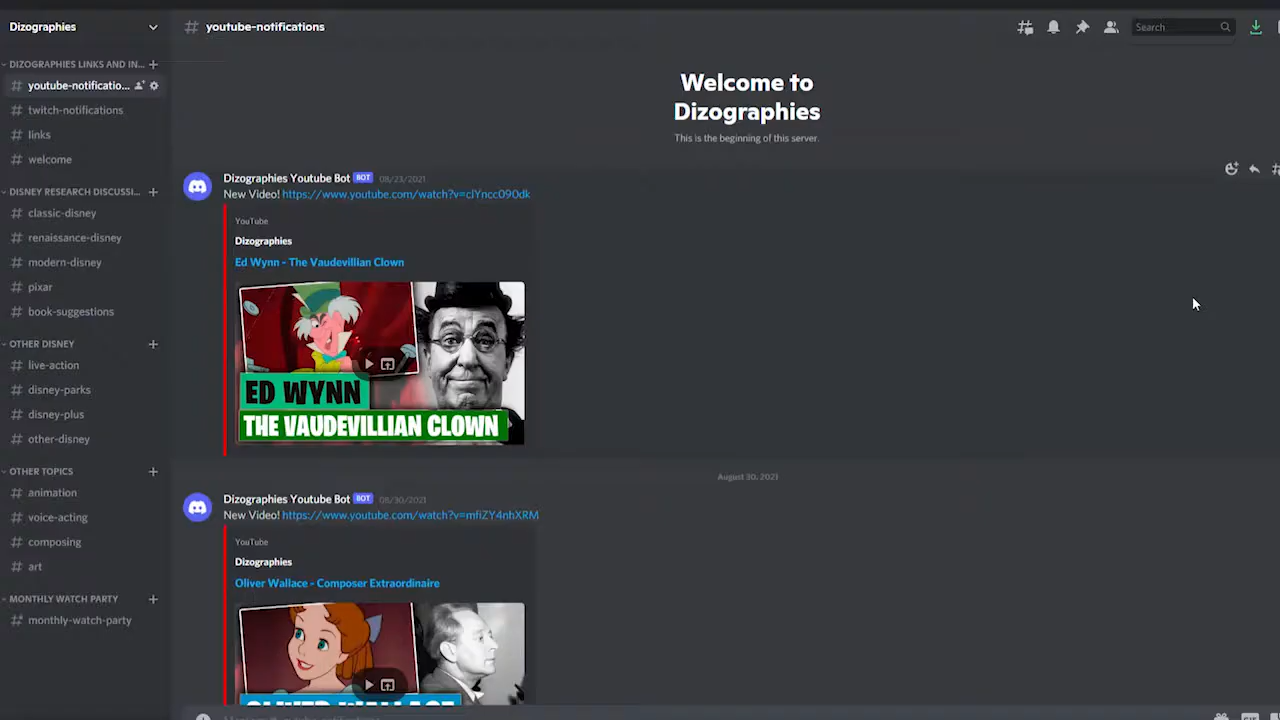 Dizographies
youtube-notifications
Search
DIZOGRAPHIES LINKS AND IN...
youtube-notificatio...
twitch-notifications
links
welcome
DISNEY RESEARCH DISCUSSI...
classic-disney
renaissance-disney
modern-disney
pixar
book-suggestions
OTHER DISNEY
live-action
disney-parks
disney-plus
other-disney
OTHER TOPICS
animation
voice-acting
composing
art
MONTHLY WATCH PARTY
monthly-watch-party
Welcome to
Dizographies
This is the beginning of this server.
Dizographies Youtube Bot BOT 08/23/2021
New Video! https://www.youtube.com/watch?v=cJYncc090dk
YouTube
Dizographies
Ed Wynn - The Vaudevillian Clown
ED WYNN
THE VAUDEVILLIAN CLOWN
August 30, 2021
Dizographies Youtube Bot BOT 08/30/2021
New Video! https://www.youtube.com/watch?v=mfiZY4nhXRM
YouTube
Dizographies
Oliver Wallace - Composer Extraordinaire
OLIVER WALLACE